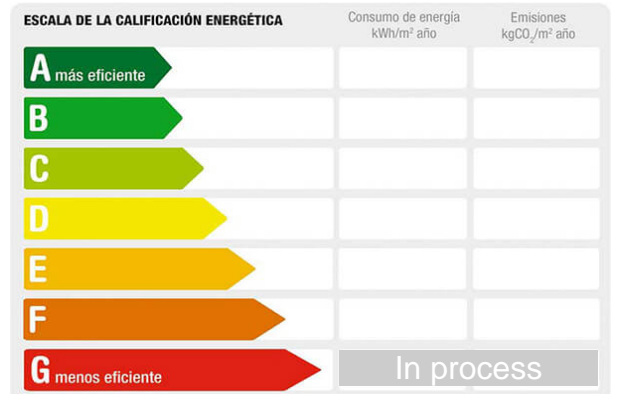 ESCALA DE LA CALIFICACIÓN ENERGÉTICA
Consumo de energía
kWh/m² año
Emisiones
kgCO₂/m² año
A más eficiente
B
C
D
E
F
G menos eficiente
In process